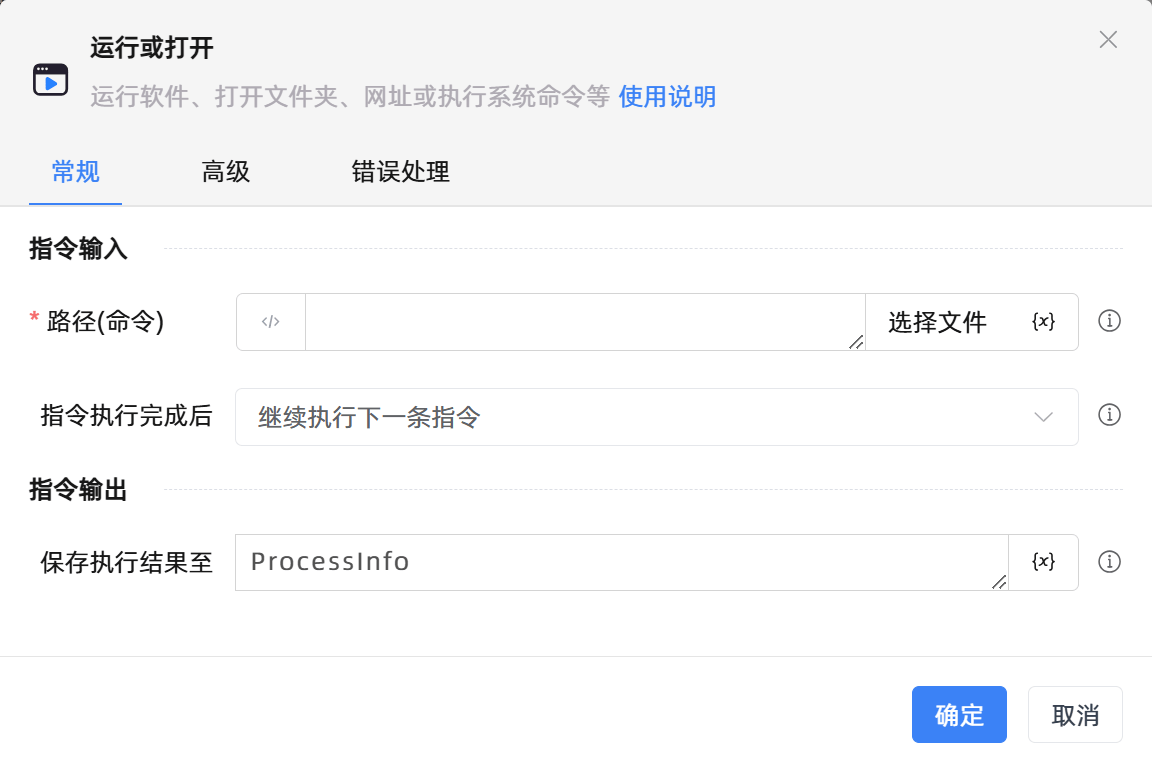 运行或打开
运行软件、打开文件夹、网址或执行系统命令等 使用说明
常规 高级 错误处理
指令输入
* 路径(命令) </> 选择文件 {x}
指令执行完成后 继续执行下一条指令
指令输出
保存执行结果至 ProcessInfo {x}
确定 取消